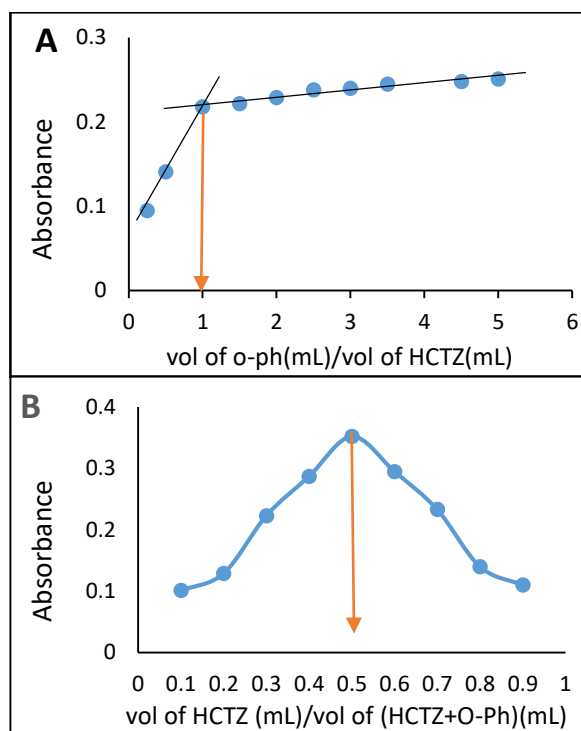 A
0.3
0.2
0.1
0
Absorbance
0 1 2 3 4 5 6
vol of o-ph(mL)/vol of HCTZ(mL)
B
0.4
0.3
0.2
0.1
0
Absorbance
0 0.1 0.2 0.3 0.4 0.5 0.6 0.7 0.8 0.9 1
vol of HCTZ (mL)/vol of (HCTZ+O-Ph)(mL)